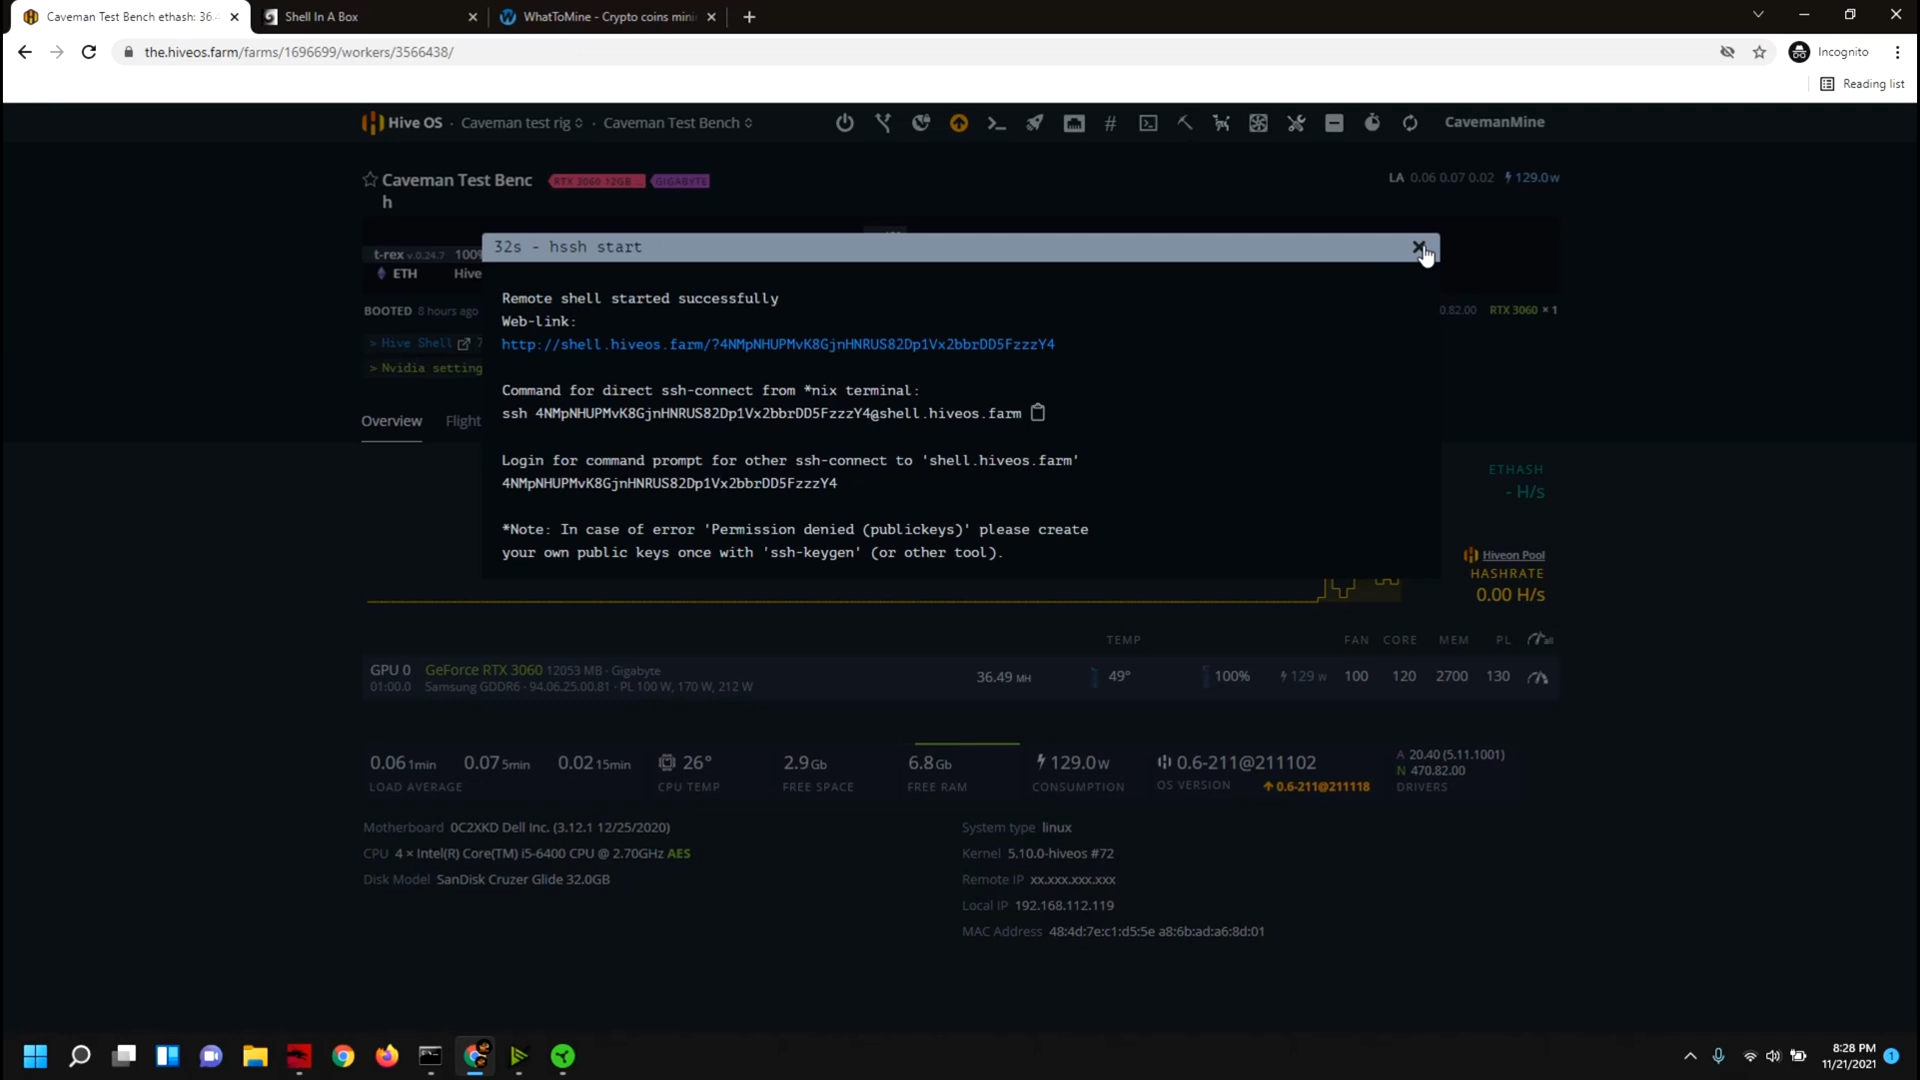 Caveman Test Bench ethash: 36.
Shell In A Box
WhatToMine - Crypto coins mini
the.hiveos.farm/farms/1696699/workers/3566438/
Incognito
Reading list
Hive OS · Caveman test rig · Caveman Test Bench
CavemanMine
Caveman Test Benc
h
RTX 3060 12GB
GIGABYTE
LA 0.06 0.07 0.02 129.0 w
32s - hssh start
t-rex v.0.24.7 100%
ETH Hive
BOOTED 8 hours ago
0.82.00 RTX 3060 × 1
> Hive Shell 7
> Nvidia setting
Overview Flight
Remote shell started successfully
Web-link:
http://shell.hiveos.farm/?4NMpNHUPMvK8GjnHNRUS82Dp1Vx2bbrDD5FzzzY4
Command for direct ssh-connect from *nix terminal:
ssh 4NMpNHUPMvK8GjnHNRUS82Dp1Vx2bbrDD5FzzzY4@shell.hiveos.farm
Login for command prompt for other ssh-connect to 'shell.hiveos.farm'
4NMpNHUPMvK8GjnHNRUS82Dp1Vx2bbrDD5FzzzY4
*Note: In case of error 'Permission denied (publickeys)' please create
your own public keys once with 'ssh-keygen' (or other tool).
ETHASH
- H/s
Hiveon Pool
HASHRATE
0.00 H/s
TEMP FAN CORE MEM PL
GPU 0 GeForce RTX 3060 12053 MB · Gigabyte
01:00.0 Samsung GDDR6 · 94.06.25.00.81 · PL 100 W, 170 W, 212 W
36.49 MH 49° 100% 129 w 100 120 2700 130
0.06 1min 0.07 5min 0.02 15min
LOAD AVERAGE
26°
CPU TEMP
2.9 Gb
FREE SPACE
6.8 Gb
FREE RAM
129.0 w
CONSUMPTION
0.6-211@211102
OS VERSION 0.6-211@211118
A 20.40 (5.11.1001)
N 470.82.00
DRIVERS
Motherboard 0C2XKD Dell Inc. (3.12.1 12/25/2020)
CPU 4 × Intel(R) Core(TM) i5-6400 CPU @ 2.70GHz AES
Disk Model SanDisk Cruzer Glide 32.0GB
System type linux
Kernel 5.10.0-hiveos #72
Remote IP xx.xxx.xxx.xxx
Local IP 192.168.112.119
MAC Address 48:4d:7e:c1:d5:5e a8:6b:ad:a6:8d:01
8:28 PM
11/21/2021
1